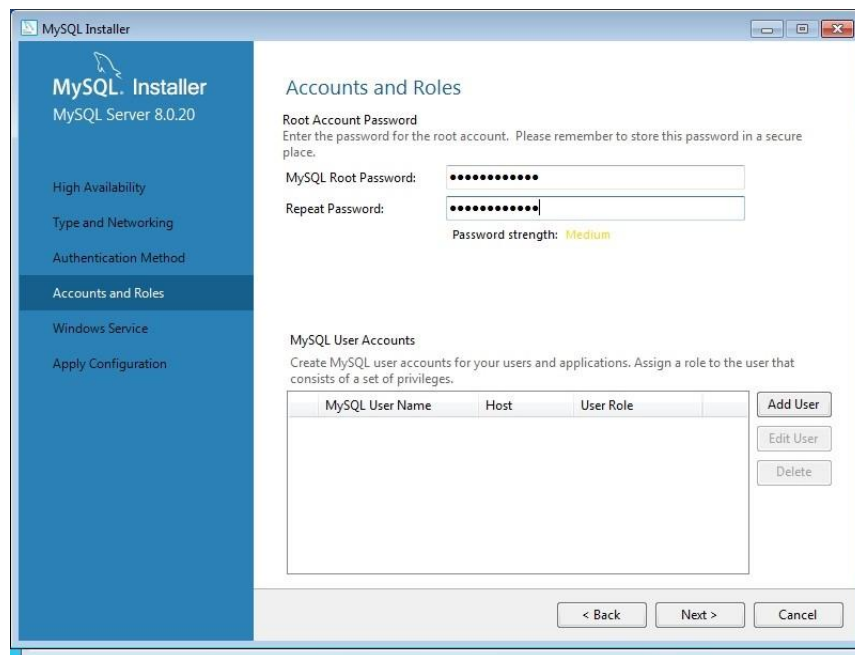 MySQL Installer
MySQL. Installer
MySQL Server 8.0.20
High Availability
Type and Networking
Authentication Method
Accounts and Roles
Windows Service
Apply Configuration
Accounts and Roles
Root Account Password
Enter the password for the root account. Please remember to store this password in a secure
place.
MySQL Root Password: ●●●●●●●●●●●●
Repeat Password: ●●●●●●●●●●●●
Password strength: Medium
MySQL User Accounts
Create MySQL user accounts for your users and applications. Assign a role to the user that
consists of a set of privileges.
MySQL User Name Host User Role
Add User
Edit User
Delete
< Back Next > Cancel